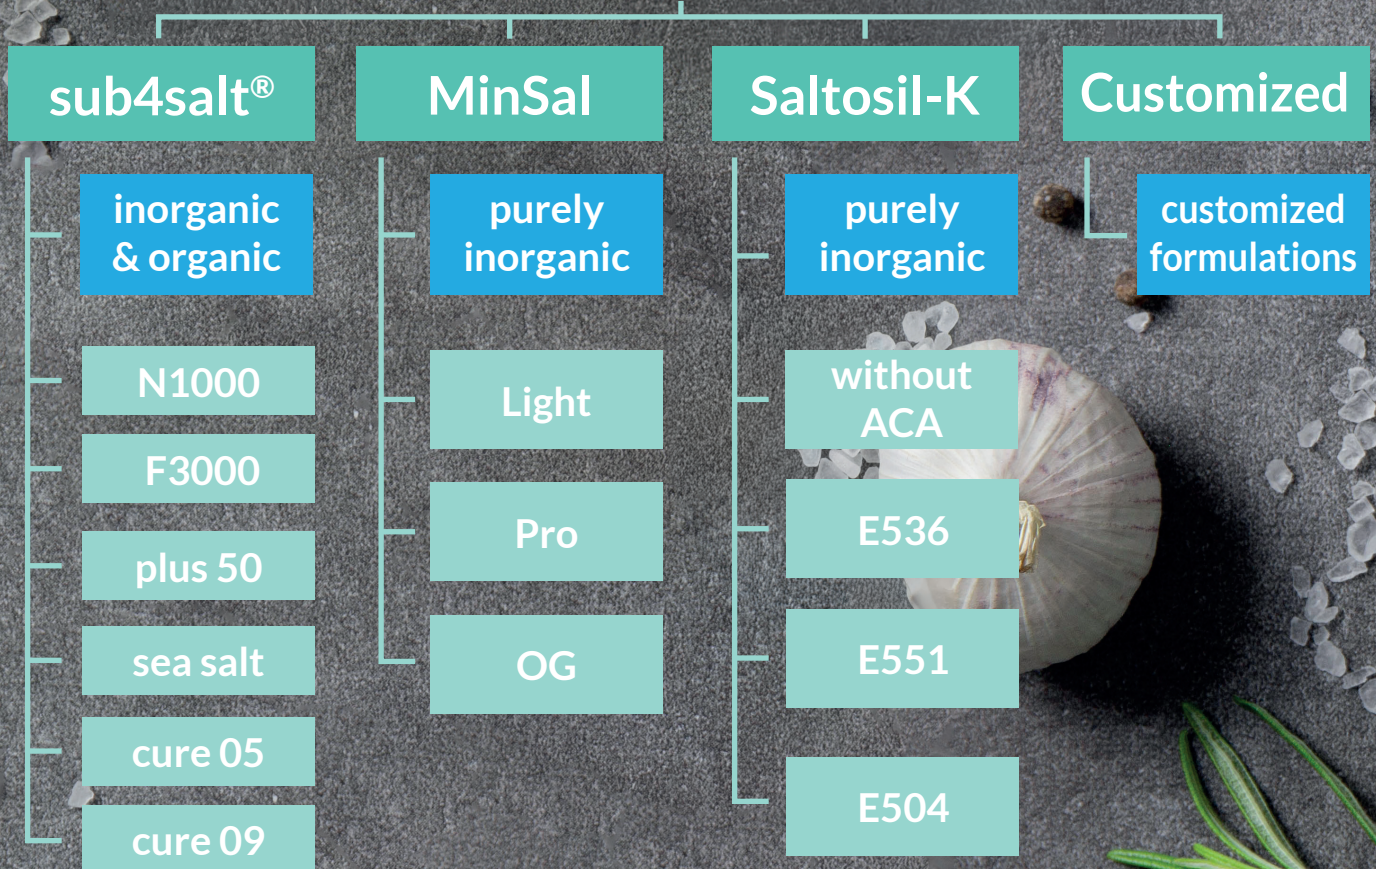 sub4salt®
inorganic
& organic
N1000
F3000
plus 50
sea salt
cure 05
cure 09
MinSal
purely
inorganic
Light
Pro
OG
Saltosil-K
purely
inorganic
without
ACA
E536
E551
E504
Customized
customized
formulations